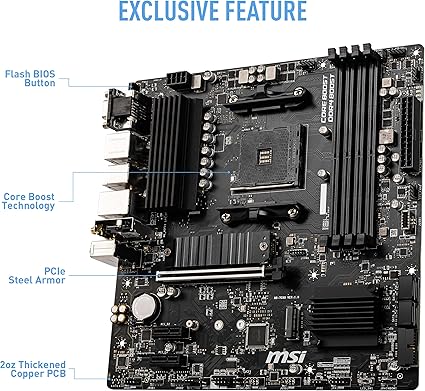 EXCLUSIVE FEATURE
Flash BIOS
Button
CORE BOOST
DDR4 BOOST
Core Boost
Technology
PCIe
Steel Armor
msi
2oz Thickened
Copper PCB